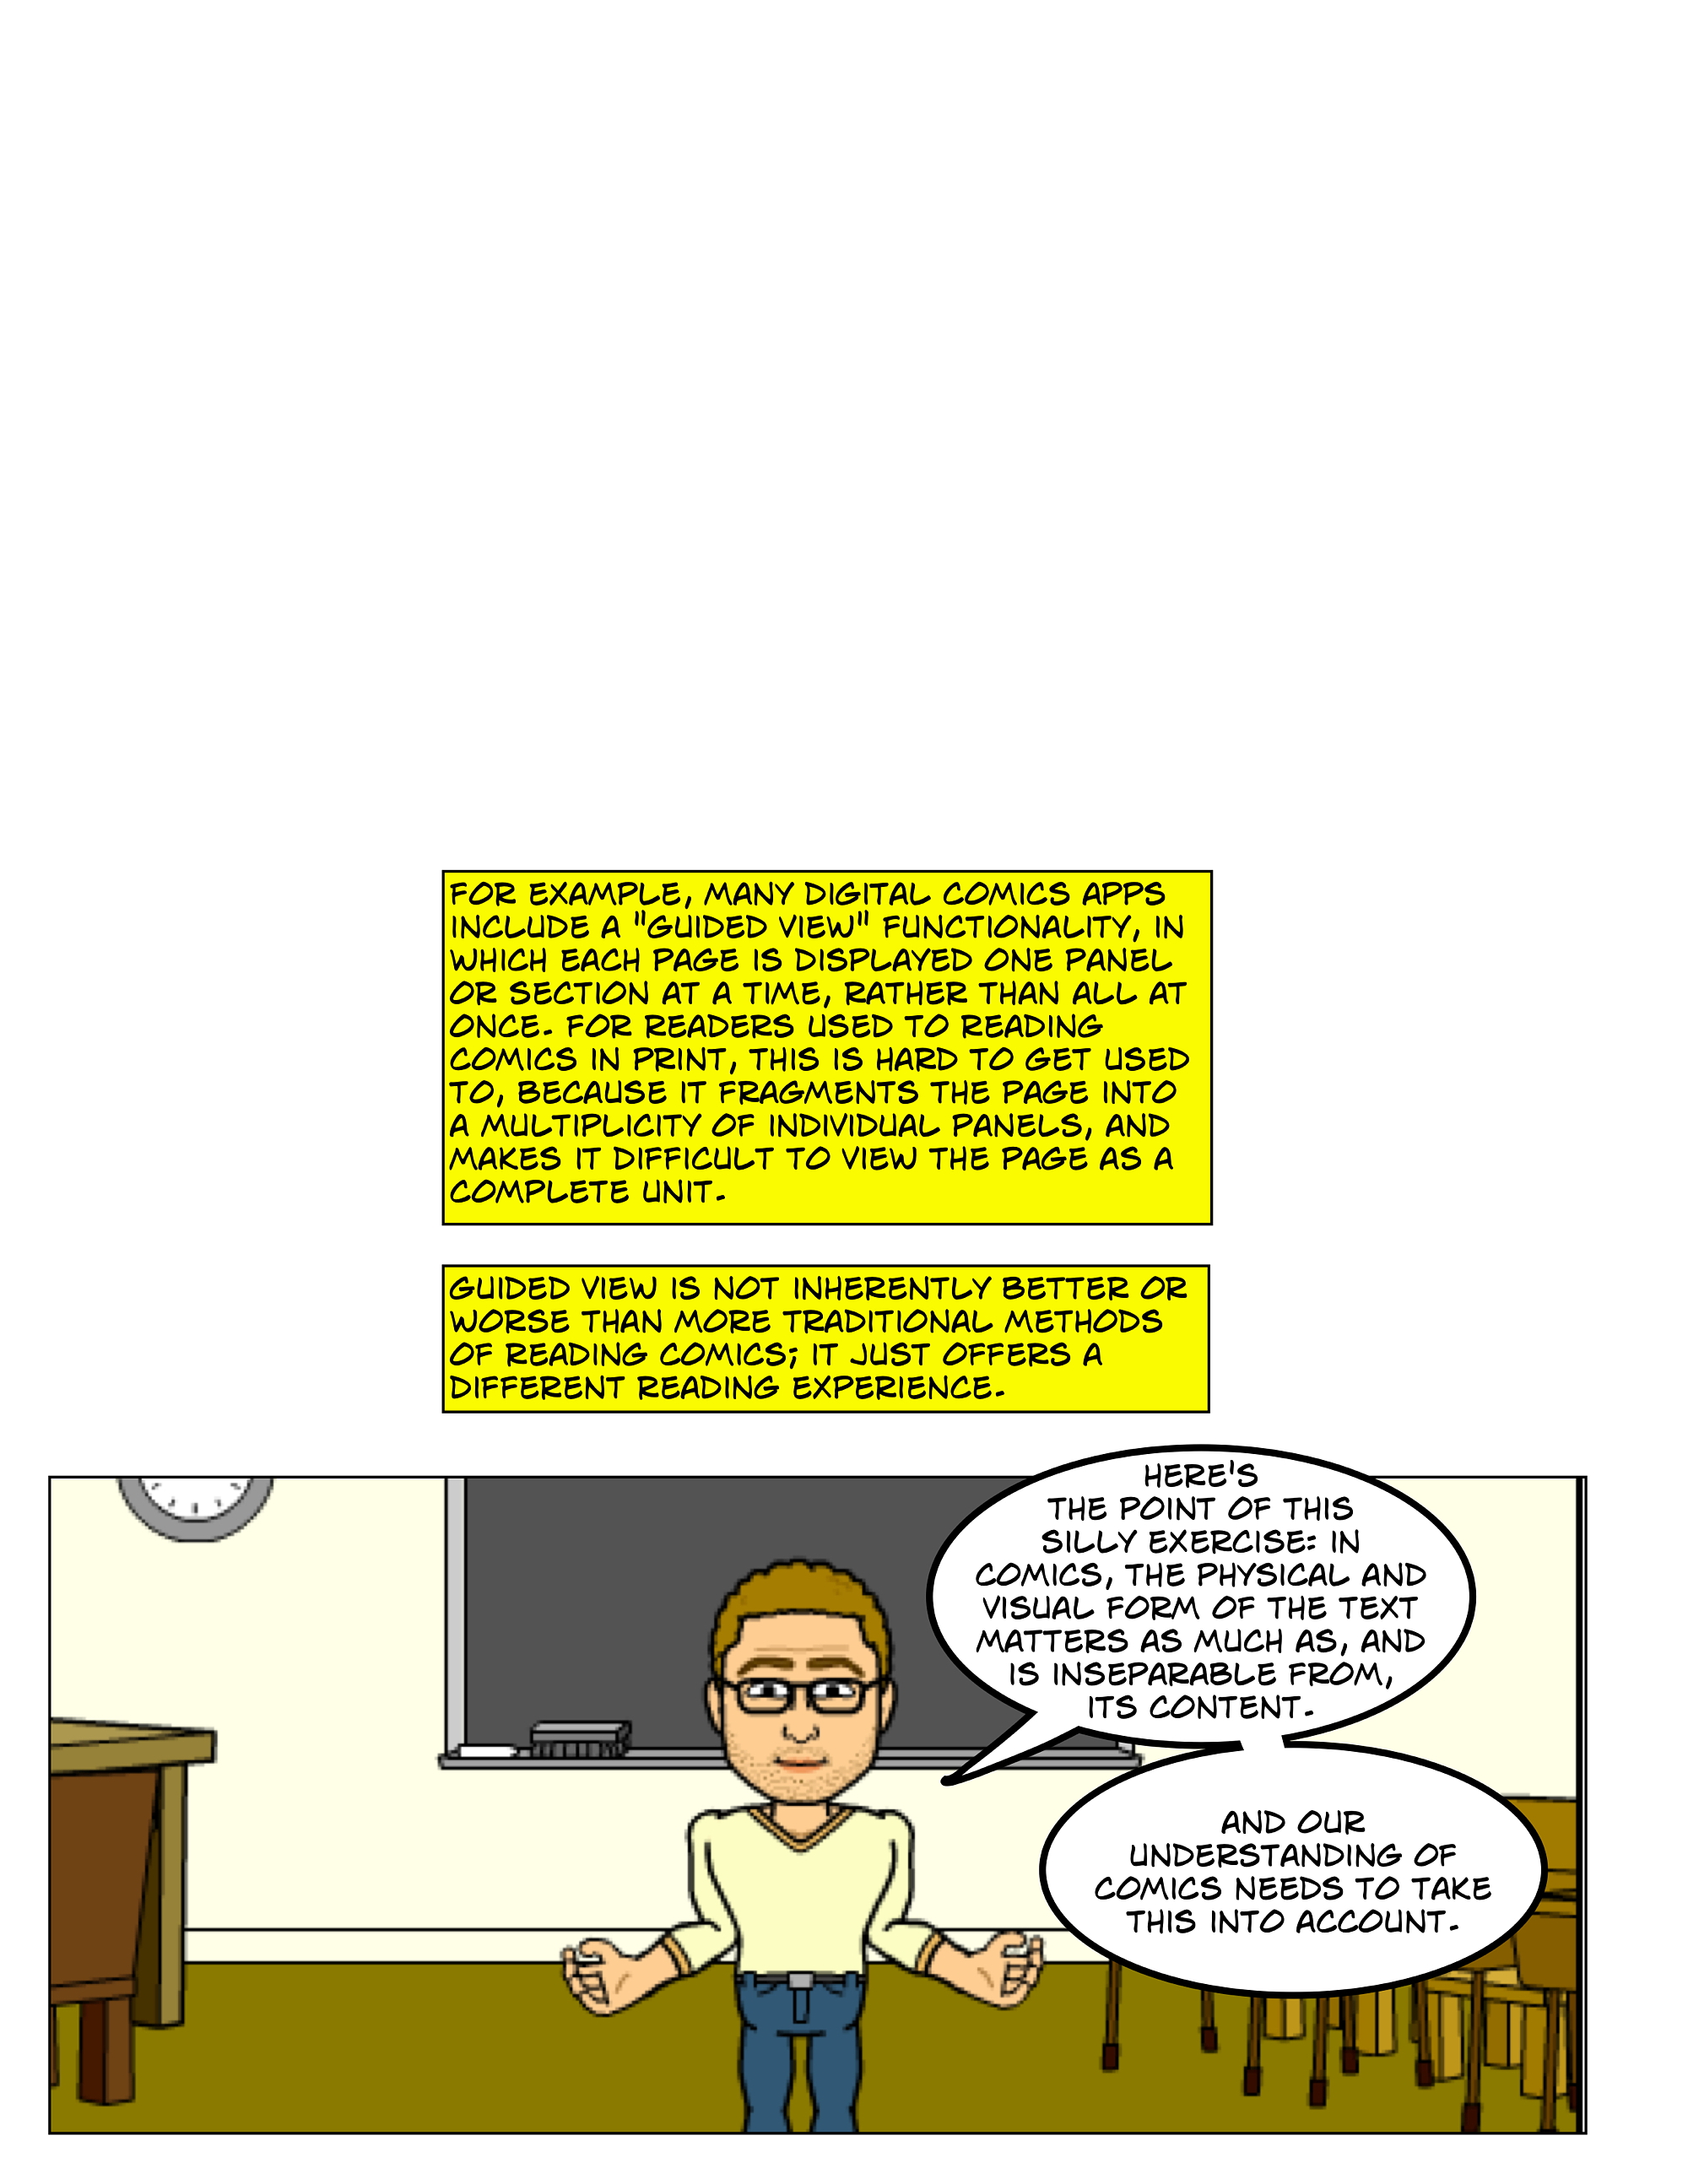 FOR EXAMPLE, MANY DIGITAL COMICS APPS
INCLUDE A "GUIDED VIEW" FUNCTIONALITY, IN
WHICH EACH PAGE IS DISPLAYED ONE PANEL
OR SECTION AT A TIME, RATHER THAN ALL AT
ONCE. FOR READERS USED TO READING
COMICS IN PRINT, THIS IS HARD TO GET USED
TO, BECAUSE IT FRAGMENTS THE PAGE INTO
A MULTIPLICITY OF INDIVIDUAL PANELS, AND
MAKES IT DIFFICULT TO VIEW THE PAGE AS A
COMPLETE UNIT.
GUIDED VIEW IS NOT INHERENTLY BETTER OR
WORSE THAN MORE TRADITIONAL METHODS
OF READING COMICS; IT JUST OFFERS A
DIFFERENT READING EXPERIENCE.
HERE'S
THE POINT OF THIS
SILLY EXERCISE: IN
COMICS, THE PHYSICAL AND
VISUAL FORM OF THE TEXT
MATTERS AS MUCH AS, AND
IS INSEPARABLE FROM,
ITS CONTENT.
AND OUR
UNDERSTANDING OF
COMICS NEEDS TO TAKE
THIS INTO ACCOUNT.